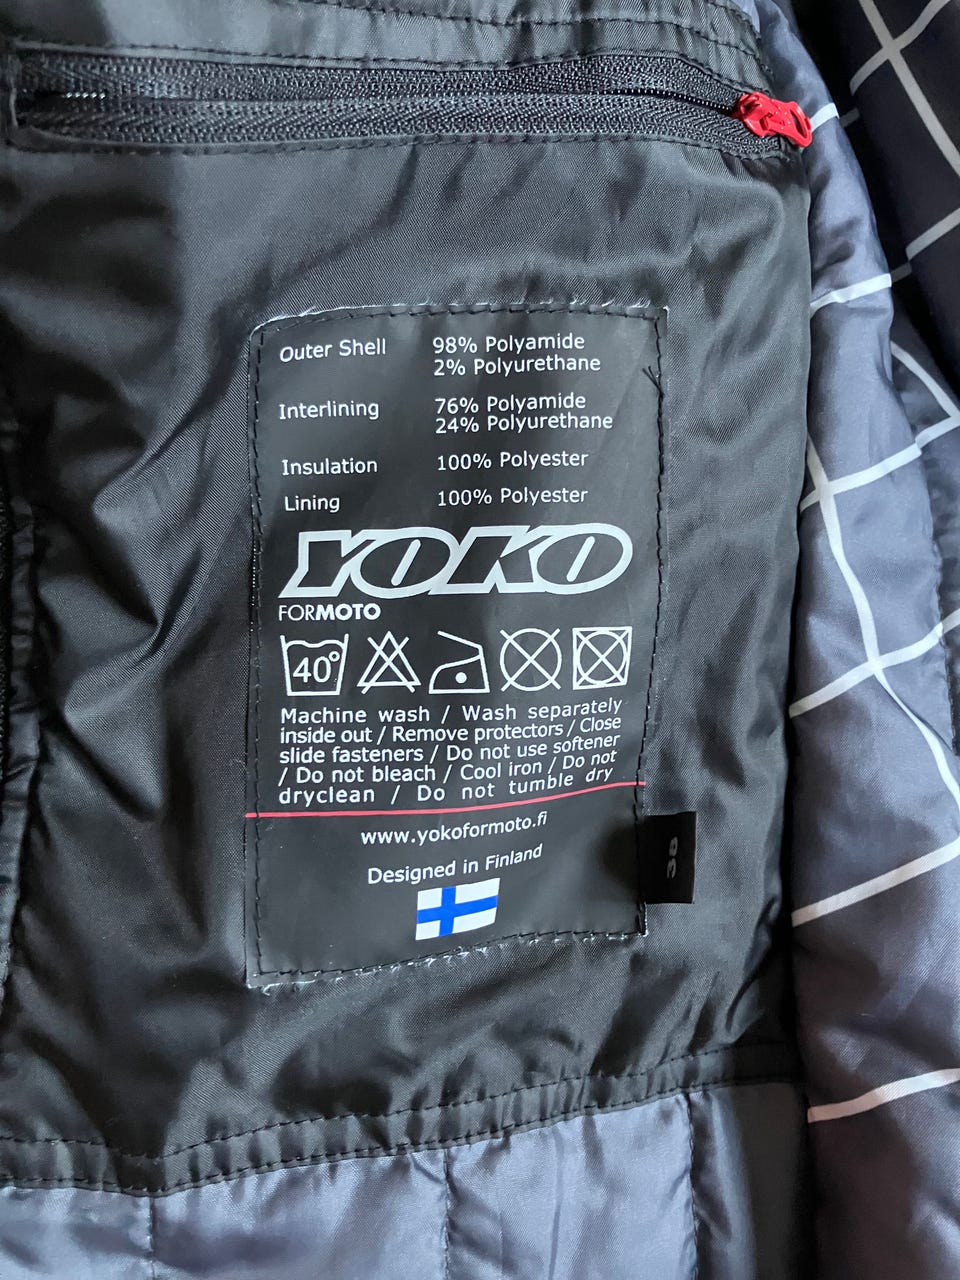 Outer Shell 98% Polyamide
2% Polyurethane
Interlining 76% Polyamide
24% Polyurethane
Insulation 100% Polyester
Lining 100% Polyester
YOKO
FORMOTO
40°
Machine wash / Wash separately
inside out / Remove protectors / Close
slide fasteners / Do not use softener
/ Do not bleach / Cool iron / Do not
dryclean / Do not tumble dry
www.yokoformoto.fi
Designed in Finland
38